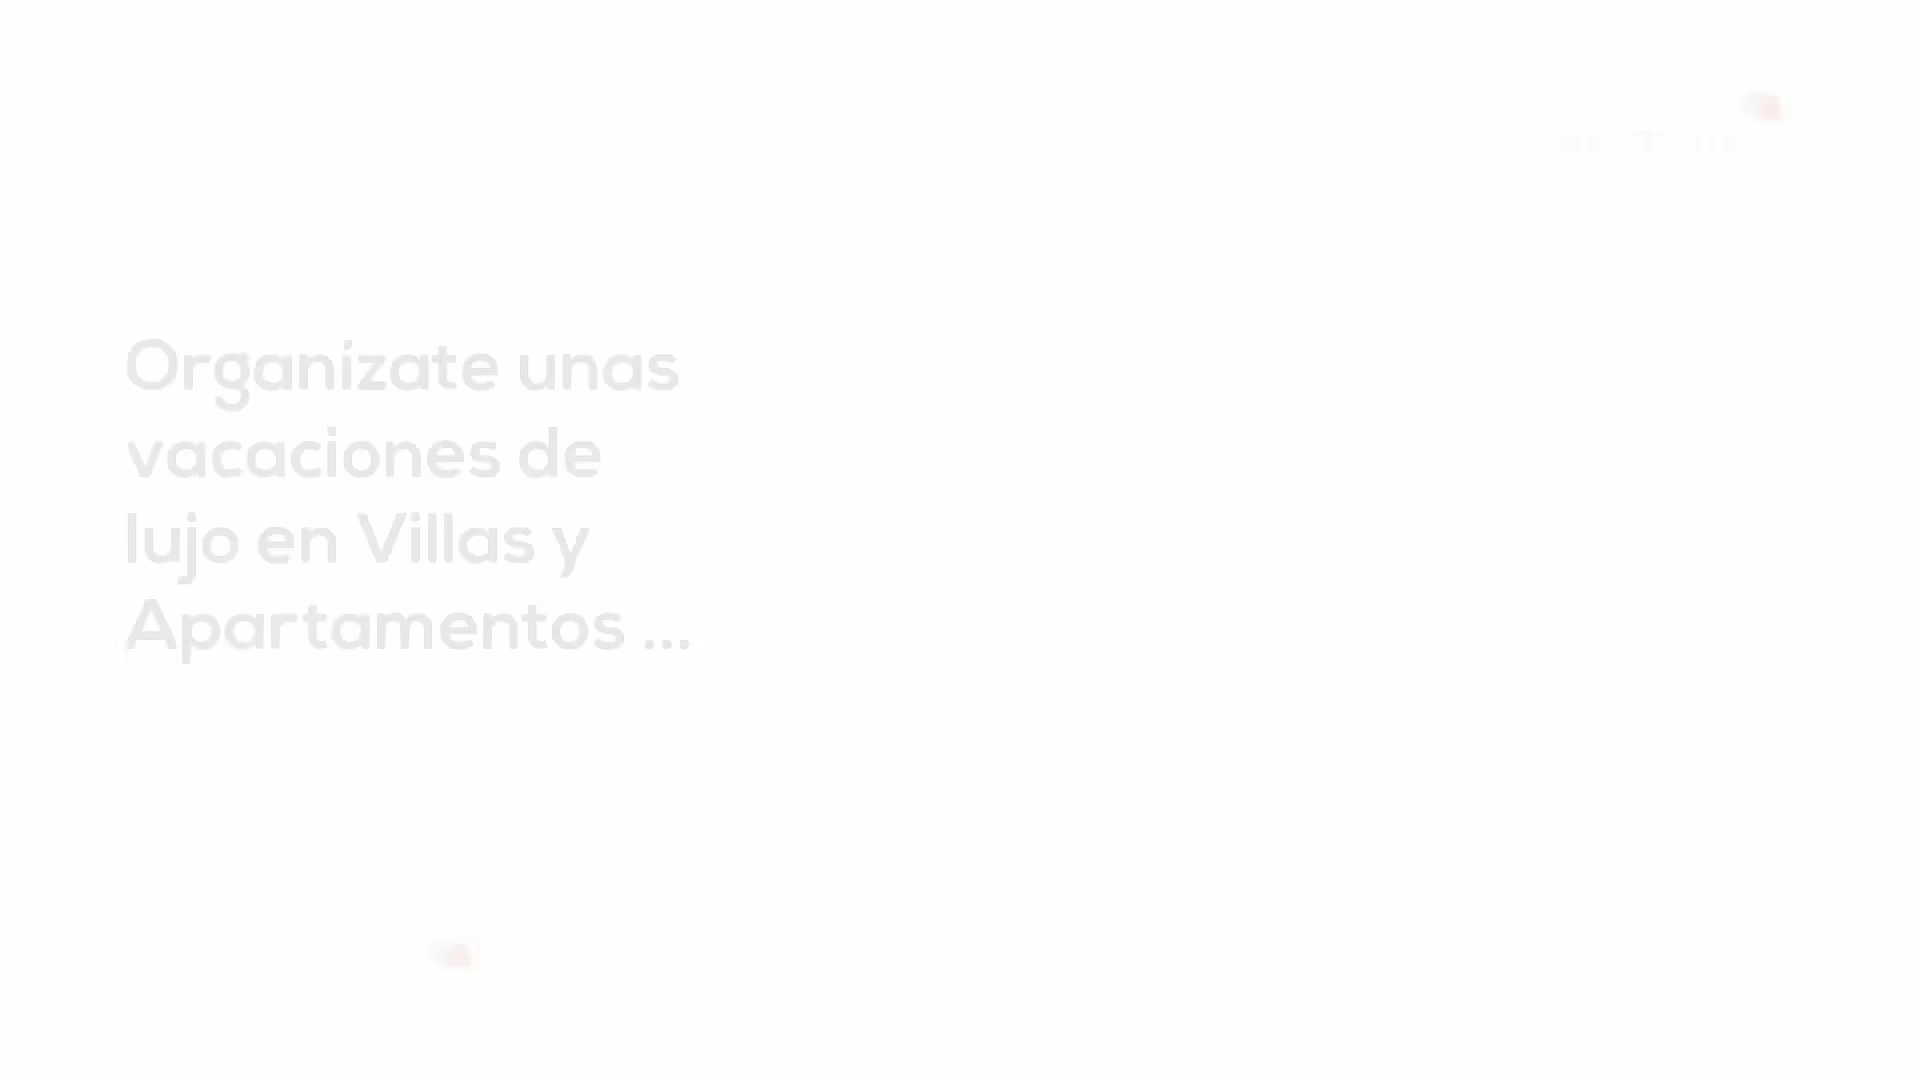 Organizate unas
vacaciones de
lujo en Villas y
Apartamentos ...